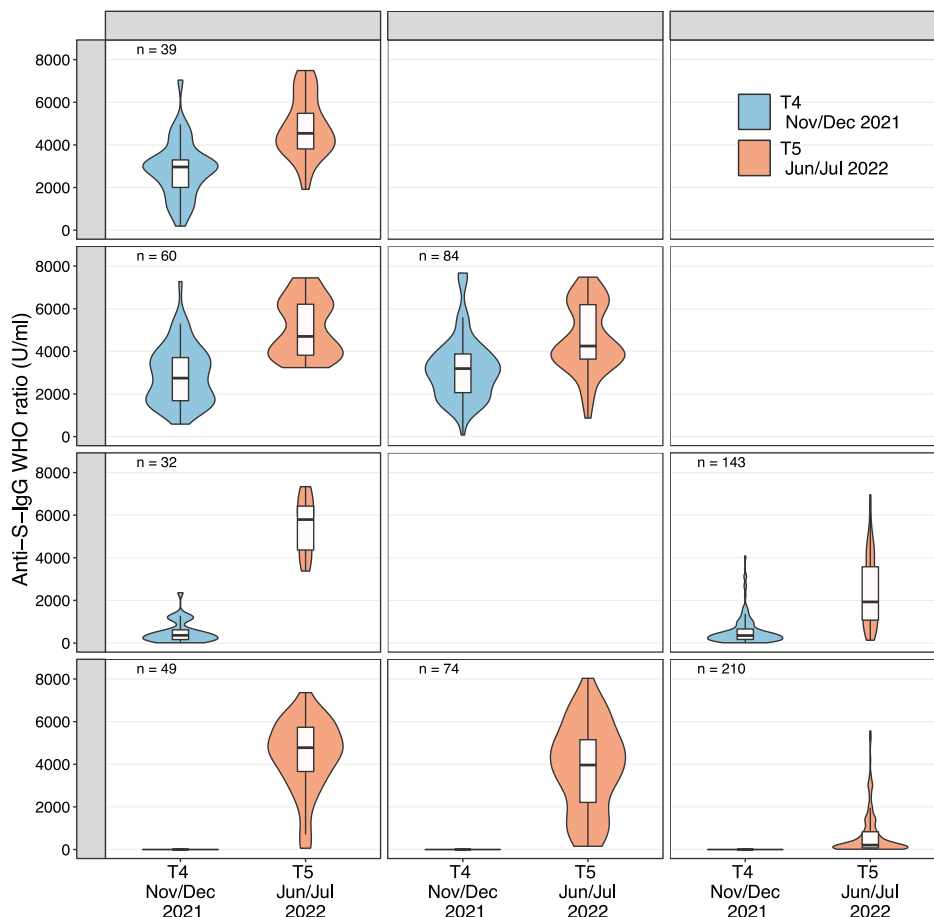 Anti−S−IgG WHO ratio (U/ml)
n = 39
8000
6000
4000
2000
0
T4
Nov/Dec 2021
T5
Jun/Jul 2022
n = 60
n = 84
8000
6000
4000
2000
0
n = 32
n = 143
8000
6000
4000
2000
0
n = 49
n = 74
n = 210
8000
6000
4000
2000
0
T4
Nov/Dec
2021
T5
Jun/Jul
2022
T4
Nov/Dec
2021
T5
Jun/Jul
2022
T4
Nov/Dec
2021
T5
Jun/Jul
2022